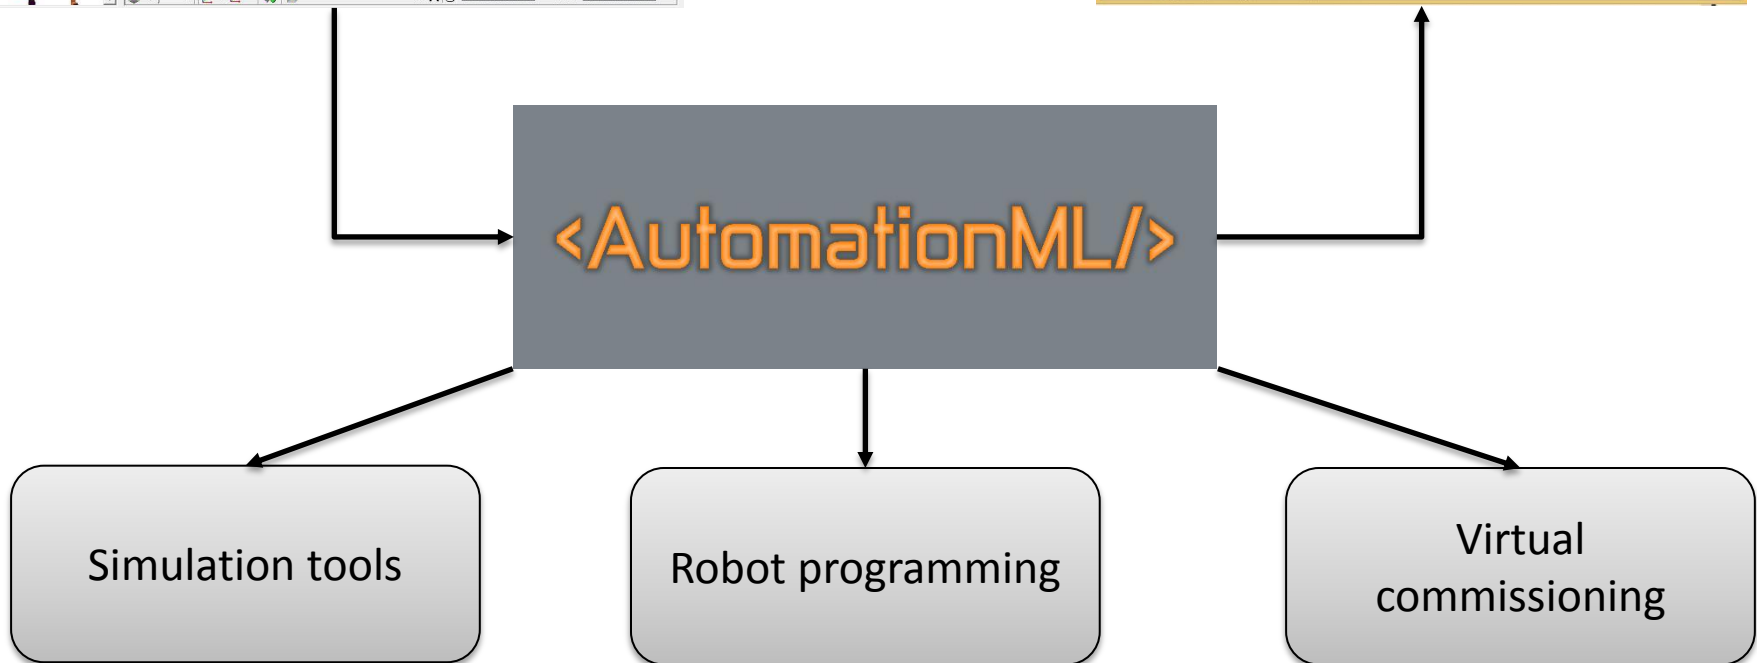 <AutomationML/>
Simulation tools
Robot programming
Virtual
commissioning